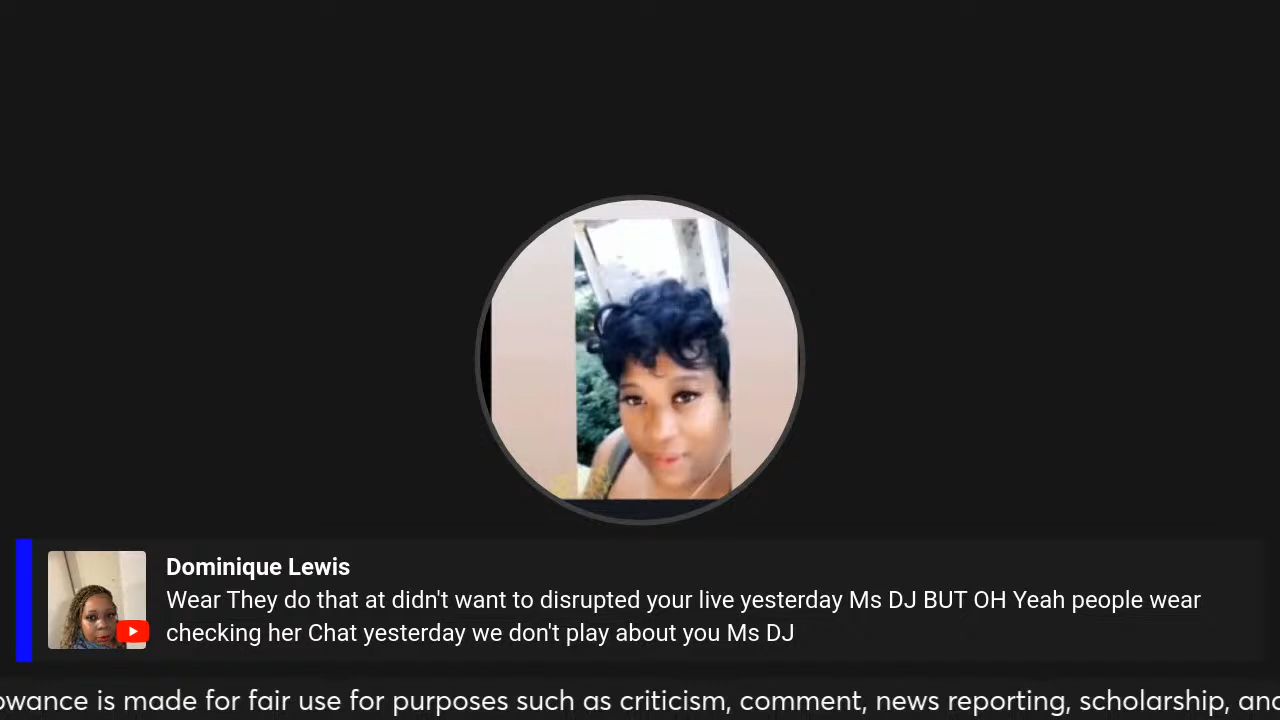 Dominique Lewis
Wear They do that at didn't want to disrupted your live yesterday Ms DJ BUT OH Yeah people wear
checking her Chat yesterday we don't play about you Ms DJ
owance is made for fair use for purposes such as criticism, comment, news reporting, scholarship, and